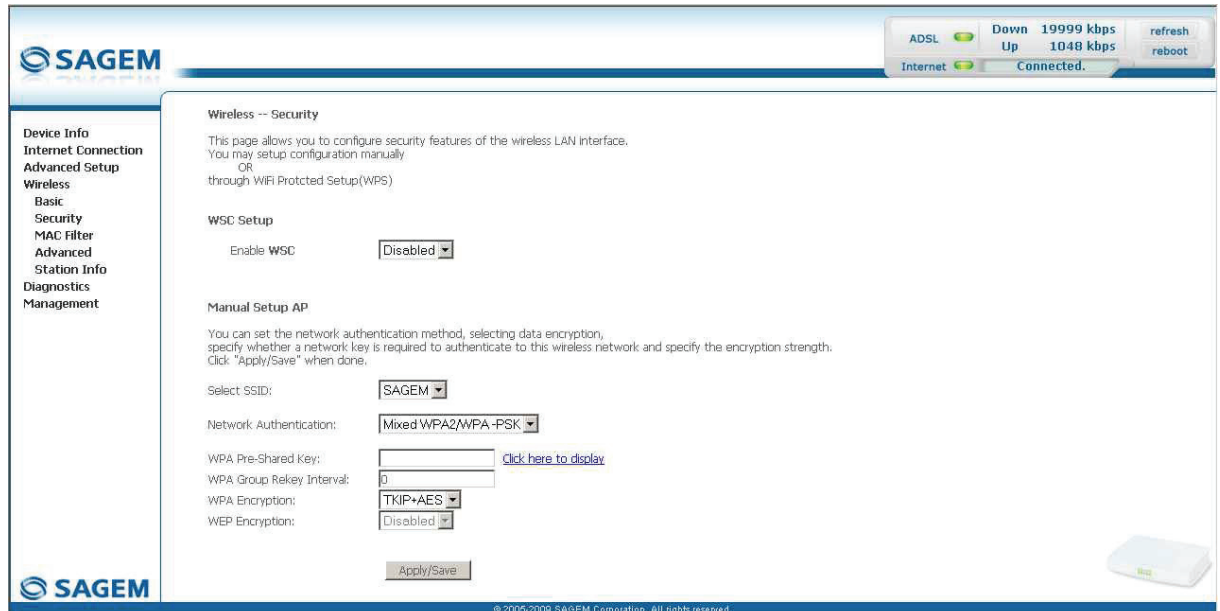 SAGEM
ADSL
Down 19999 kbps
Up 1048 kbps
refresh
reboot
Internet
Connected.
Device Info
Internet Connection
Advanced Setup
Wireless
Basic
Security
MAC Filter
Advanced
Station Info
Diagnostics
Management
Wireless -- Security
This page allows you to configure security features of the wireless LAN interface.
You may setup configuration manually
OR
through WiFi Protcted Setup(WPS)
WSC Setup
Enable WSC Disabled
Manual Setup AP
You can set the network authentication method, selecting data encryption,
specify whether a network key is required to authenticate to this wireless network and specify the encryption strength.
Click "Apply/Save" when done.
Select SSID: SAGEM
Network Authentication: Mixed WPA2/WPA -PSK
WPA Pre-Shared Key: Click here to display
WPA Group Rekey Interval: 0
WPA Encryption: TKIP+AES
WEP Encryption: Disabled
Apply/Save
SAGEM
© 2005-2009 SAGEM Corporation. All rights reserved.